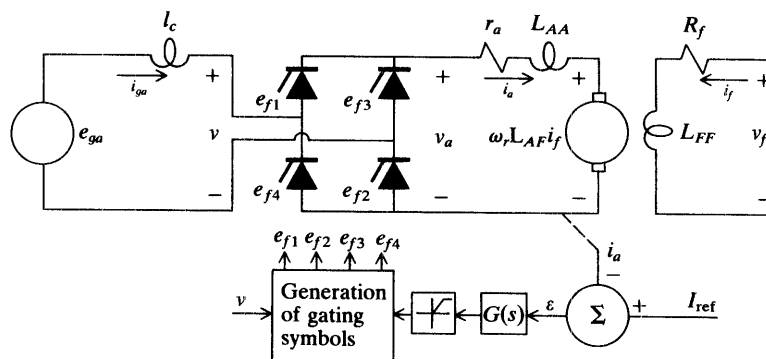 l_c
r_a
L_AA
R_f
i_ga
+
e_f1
e_f3
+
i_a
+
i_f
+
e_ga
v
v_a
ω_r L_AF i_f
L_FF
v_f
−
e_f4
e_f2
−
−
−
e_f1 e_f2 e_f3 e_f4
i_a
−
v
Generation
of gating
symbols
G(s)
ε
Σ
+
I_ref